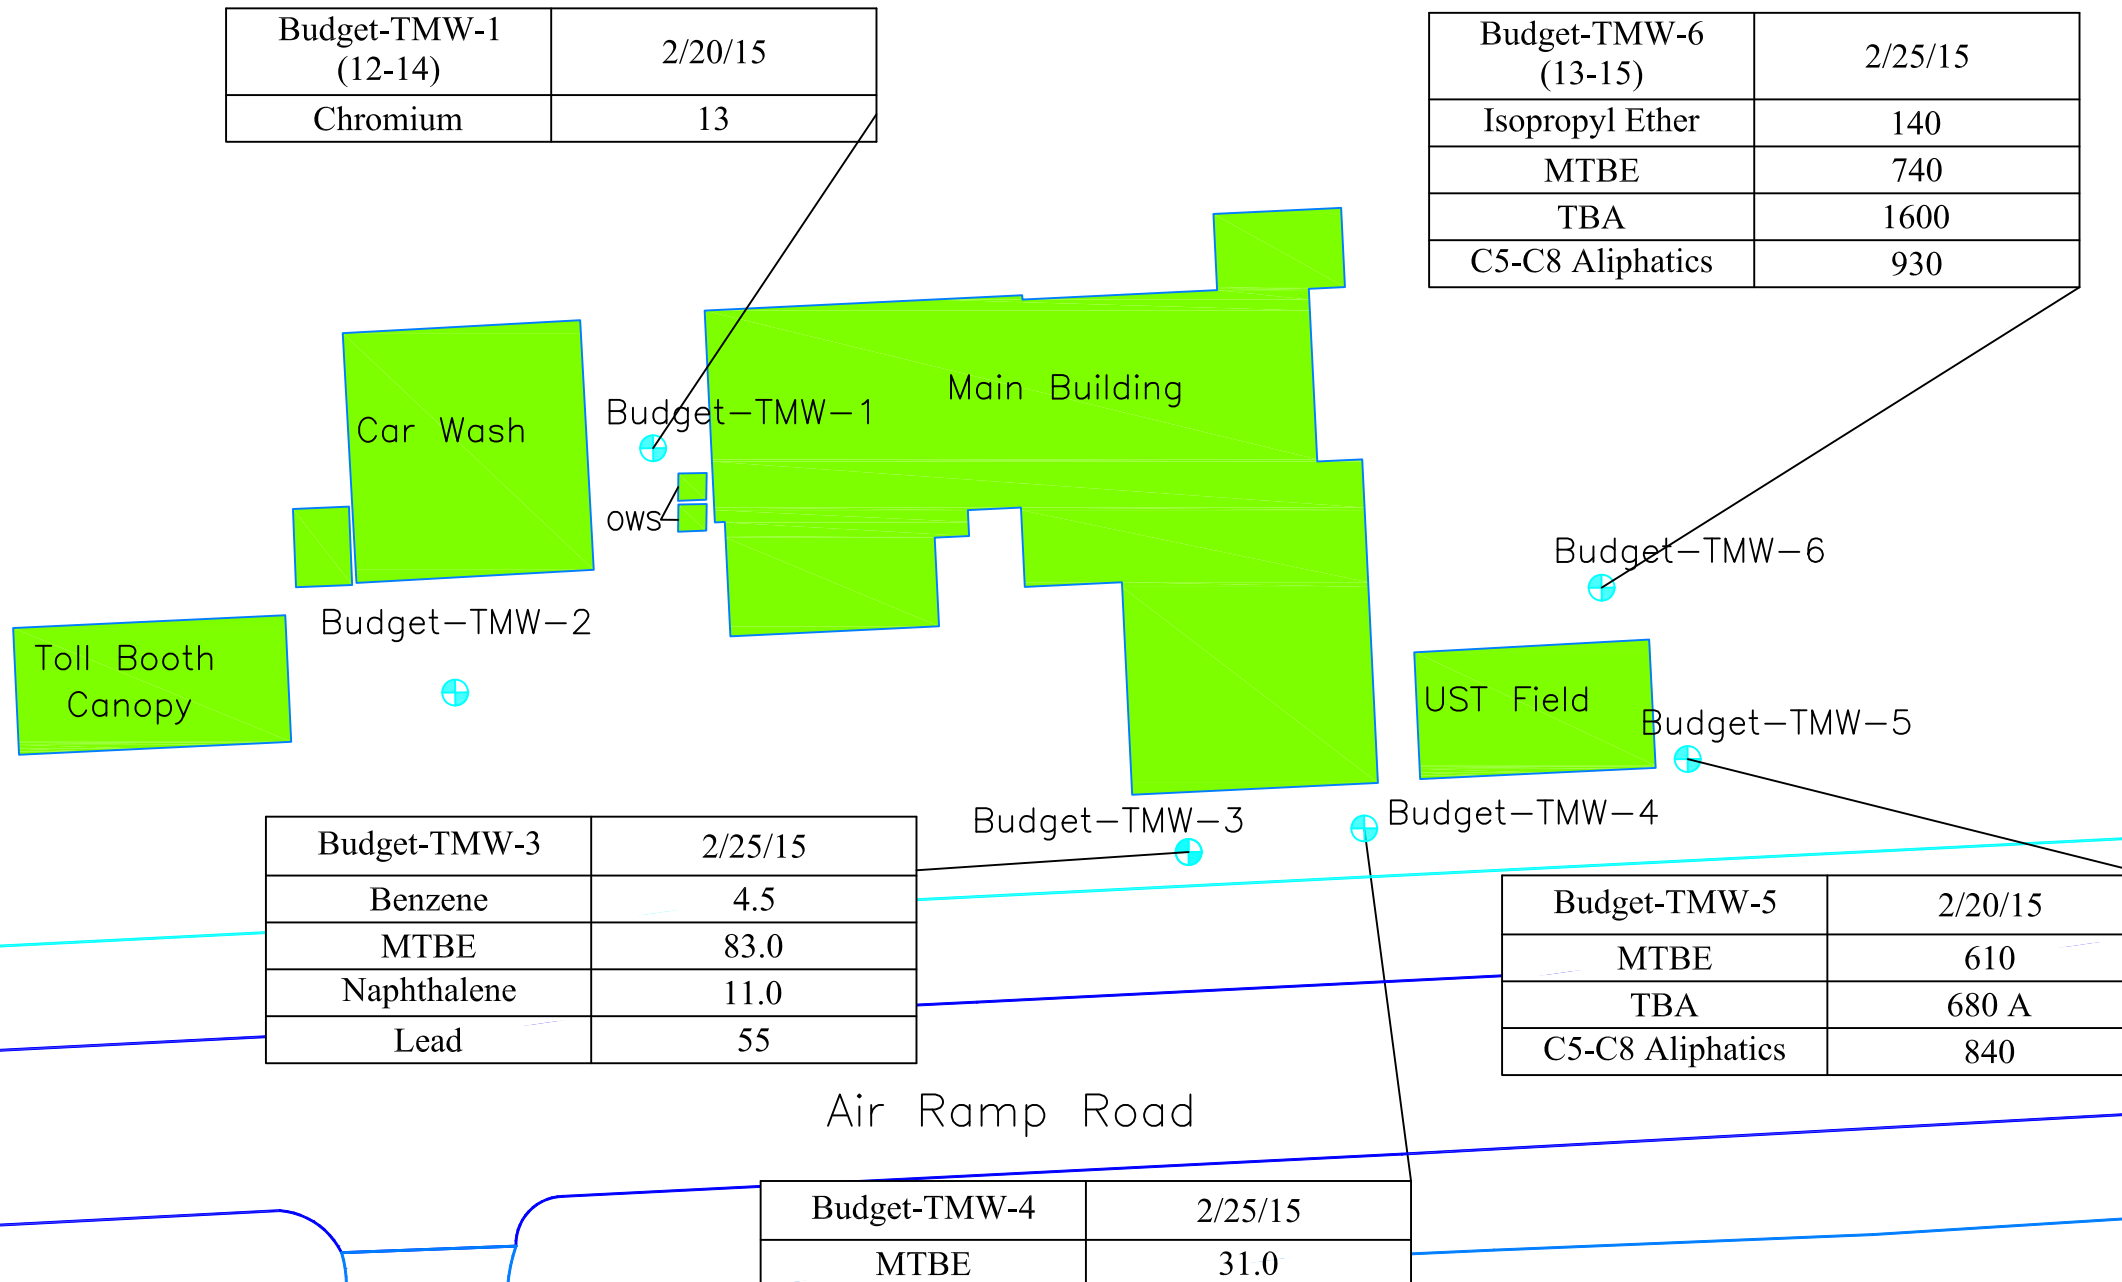 Budget-TMW-1
(12-14)
2/20/15
Chromium
13
Budget-TMW-6
(13-15)
2/25/15
Isopropyl Ether
140
MTBE
740
TBA
1600
C5-C8 Aliphatics
930
Main Building
Budget-TMW-1
Car Wash
OWS
Budget-TMW-6
Budget-TMW-2
Toll Booth
Canopy
UST Field
Budget-TMW-5
Budget-TMW-3
Budget-TMW-4
Budget-TMW-3
2/25/15
Benzene
4.5
MTBE
83.0
Naphthalene
11.0
Lead
55
Budget-TMW-5
2/20/15
MTBE
610
TBA
680 A
C5-C8 Aliphatics
840
Air Ramp Road
Budget-TMW-4
2/25/15
MTBE
31.0